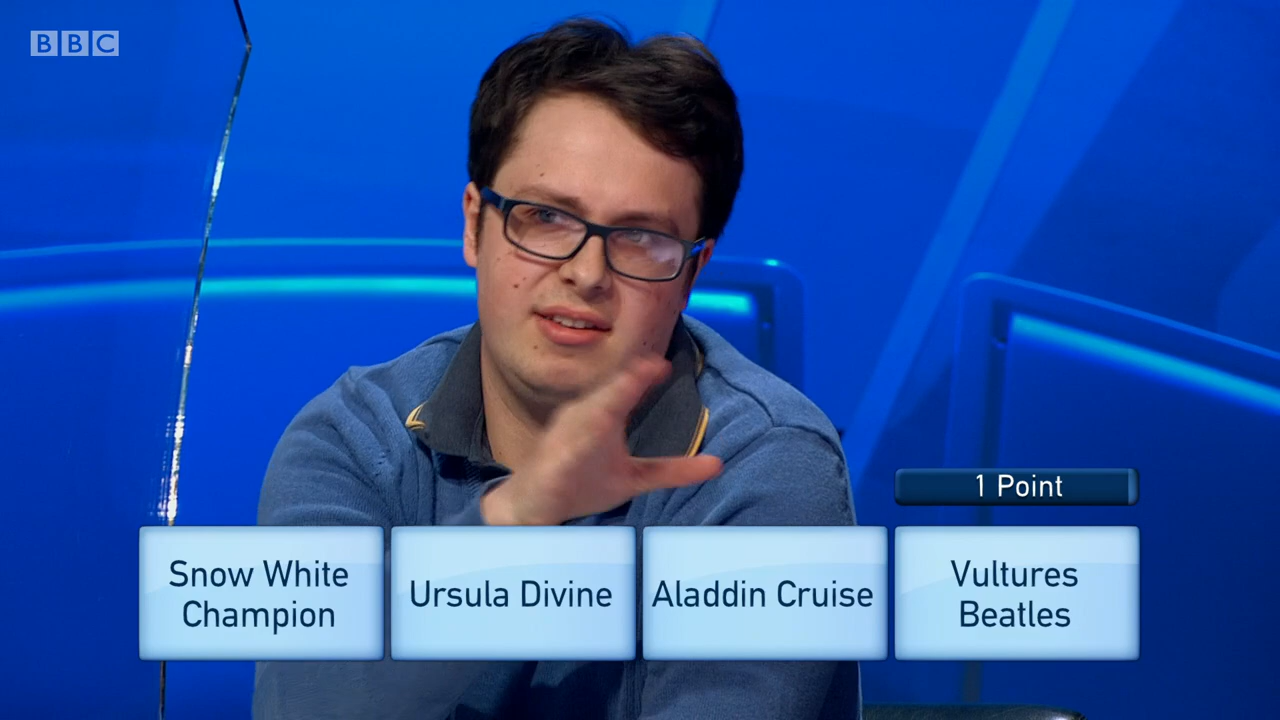 BBC
1 Point
Snow White
Champion
Ursula Divine
Aladdin Cruise
Vultures
Beatles